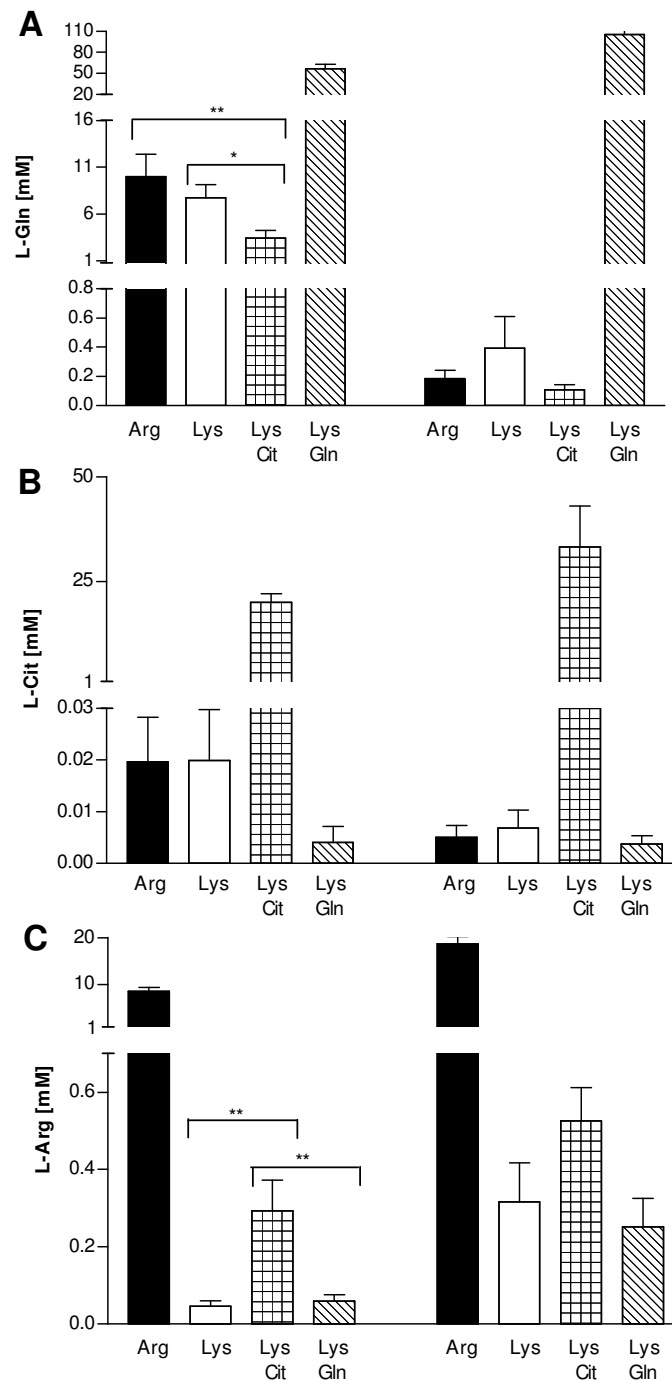 A
L-Gln [mM]
110
80
50
20
16
11
6
1
0.8
0.6
0.4
0.2
0.0
**
*
Arg Lys Lys Lys Arg Lys Lys Lys
Cit Gln Cit Gln
B
L-Cit [mM]
50
25
1
0.03
0.02
0.01
0.00
Arg Lys Lys Lys Arg Lys Lys Lys
Cit Gln Cit Gln
C
L-Arg [mM]
20
10
1
0.6
0.4
0.2
0.0
**
**
Arg Lys Lys Lys Arg Lys Lys Lys
Cit Gln Cit Gln